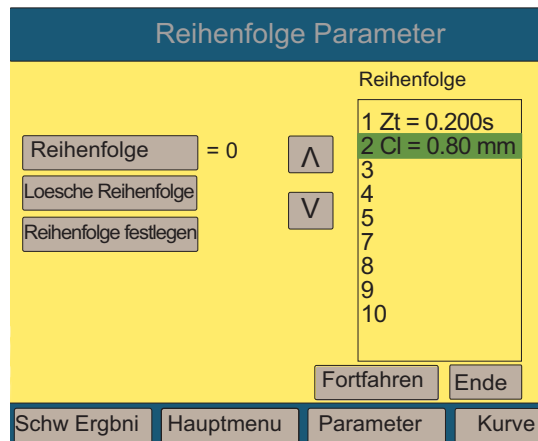 Reihenfolge Parameter
Reihenfolge
1 Zt = 0.200s
2 Cl = 0.80 mm
3
4
5
7
8
9
10
Reihenfolge = 0
Loesche Reihenfolge
Reihenfolge festlegen
Λ
V
Fortfahren Ende
Schw Ergbni Hauptmenu Parameter Kurve